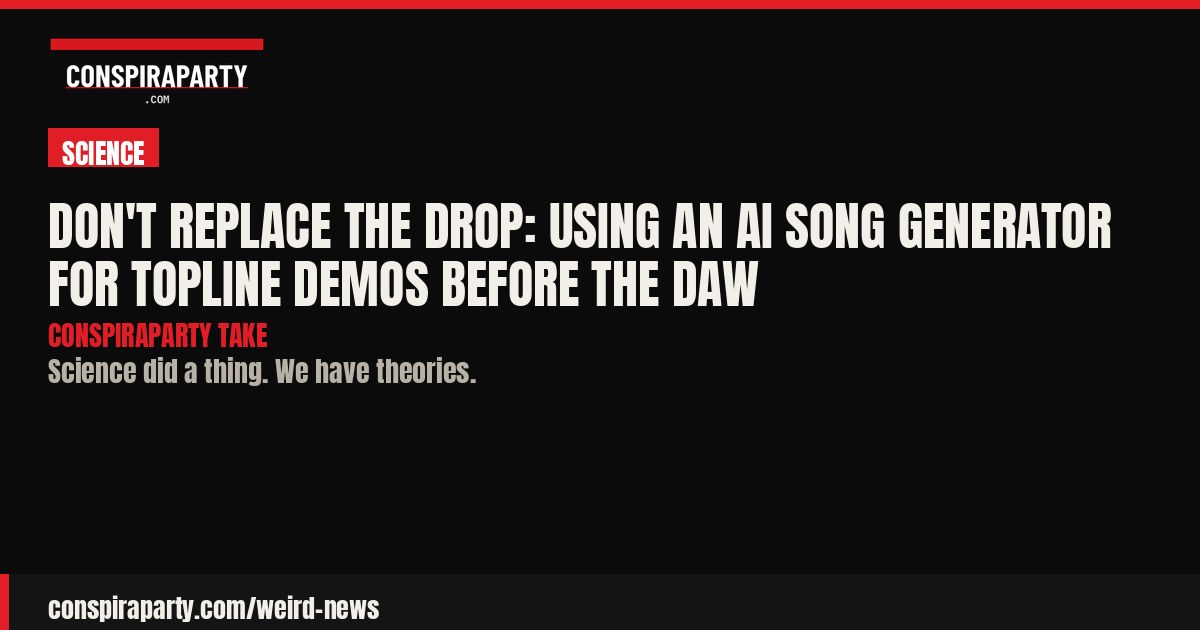 CONSPIRAPARTY
.COM
SCIENCE
DON'T REPLACE THE DROP: USING AN AI SONG GENERATOR
FOR TOPLINE DEMOS BEFORE THE DAW
CONSPIRAPARTY TAKE
Science did a thing. We have theories.
conspiraparty.com/weird-news